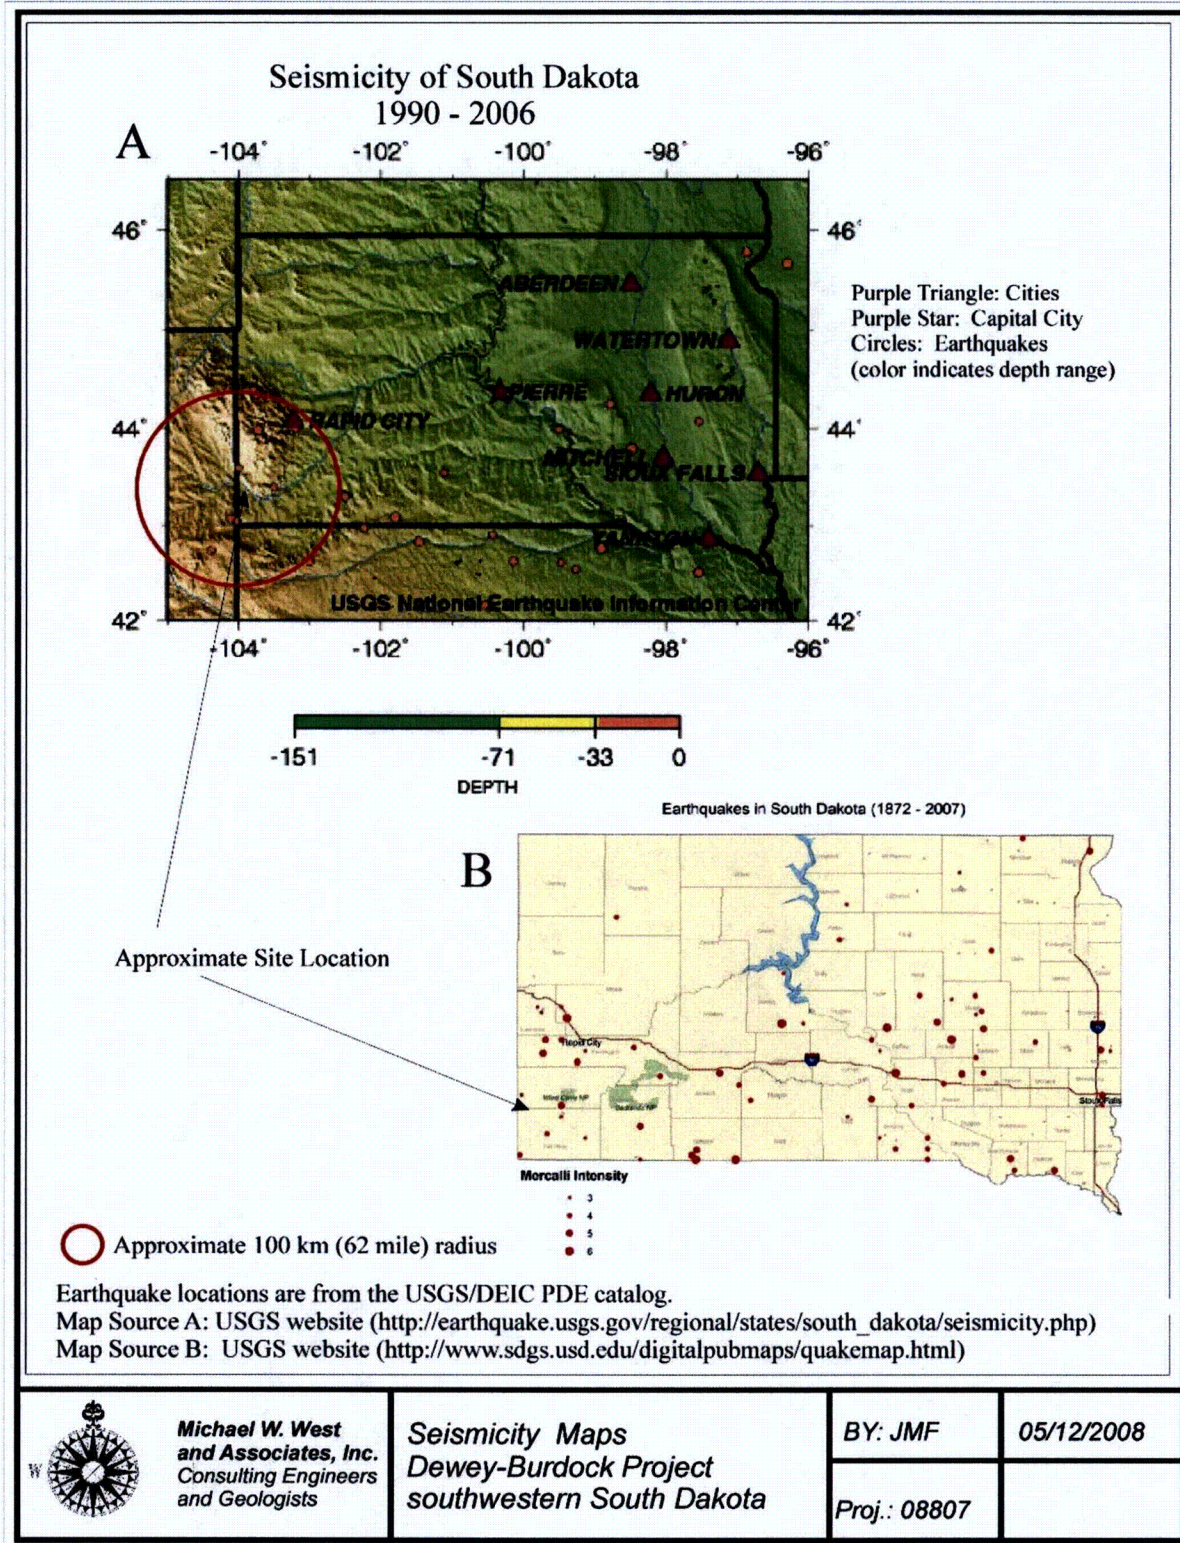 Seismicity of South Dakota
1990 - 2006
A
-104° -102° -100° -98° -96°
46° 46°
ABERDEEN
WATERTOWN
PIERRE HURON
44° RAPID CITY 44°
MITCHELL
SIOUX FALLS
YANKTON
USGS National Earthquake Information Center
42° 42°
-104 -102° -100° -98° -96°
Purple Triangle: Cities
Purple Star: Capital City
Circles: Earthquakes
(color indicates depth range)
-151 -71 -33 0
DEPTH
Earthquakes in South Dakota (1872 - 2007)
B
Approximate Site Location
Rapid City
Wind Cave NP
Badlands NP
Sioux Falls
Mercalli Intensity
3
4
5
6
Approximate 100 km (62 mile) radius
Earthquake locations are from the USGS/DEIC PDE catalog.
Map Source A: USGS website (http://earthquake.usgs.gov/regional/states/south_dakota/seismicity.php)
Map Source B: USGS website (http://www.sdgs.usd.edu/digitalpubmaps/quakemap.html)
W
Michael W. West
and Associates, Inc.
Consulting Engineers
and Geologists
Seismicity Maps
Dewey-Burdock Project
southwestern South Dakota
BY: JMF
05/12/2008
Proj.: 08807